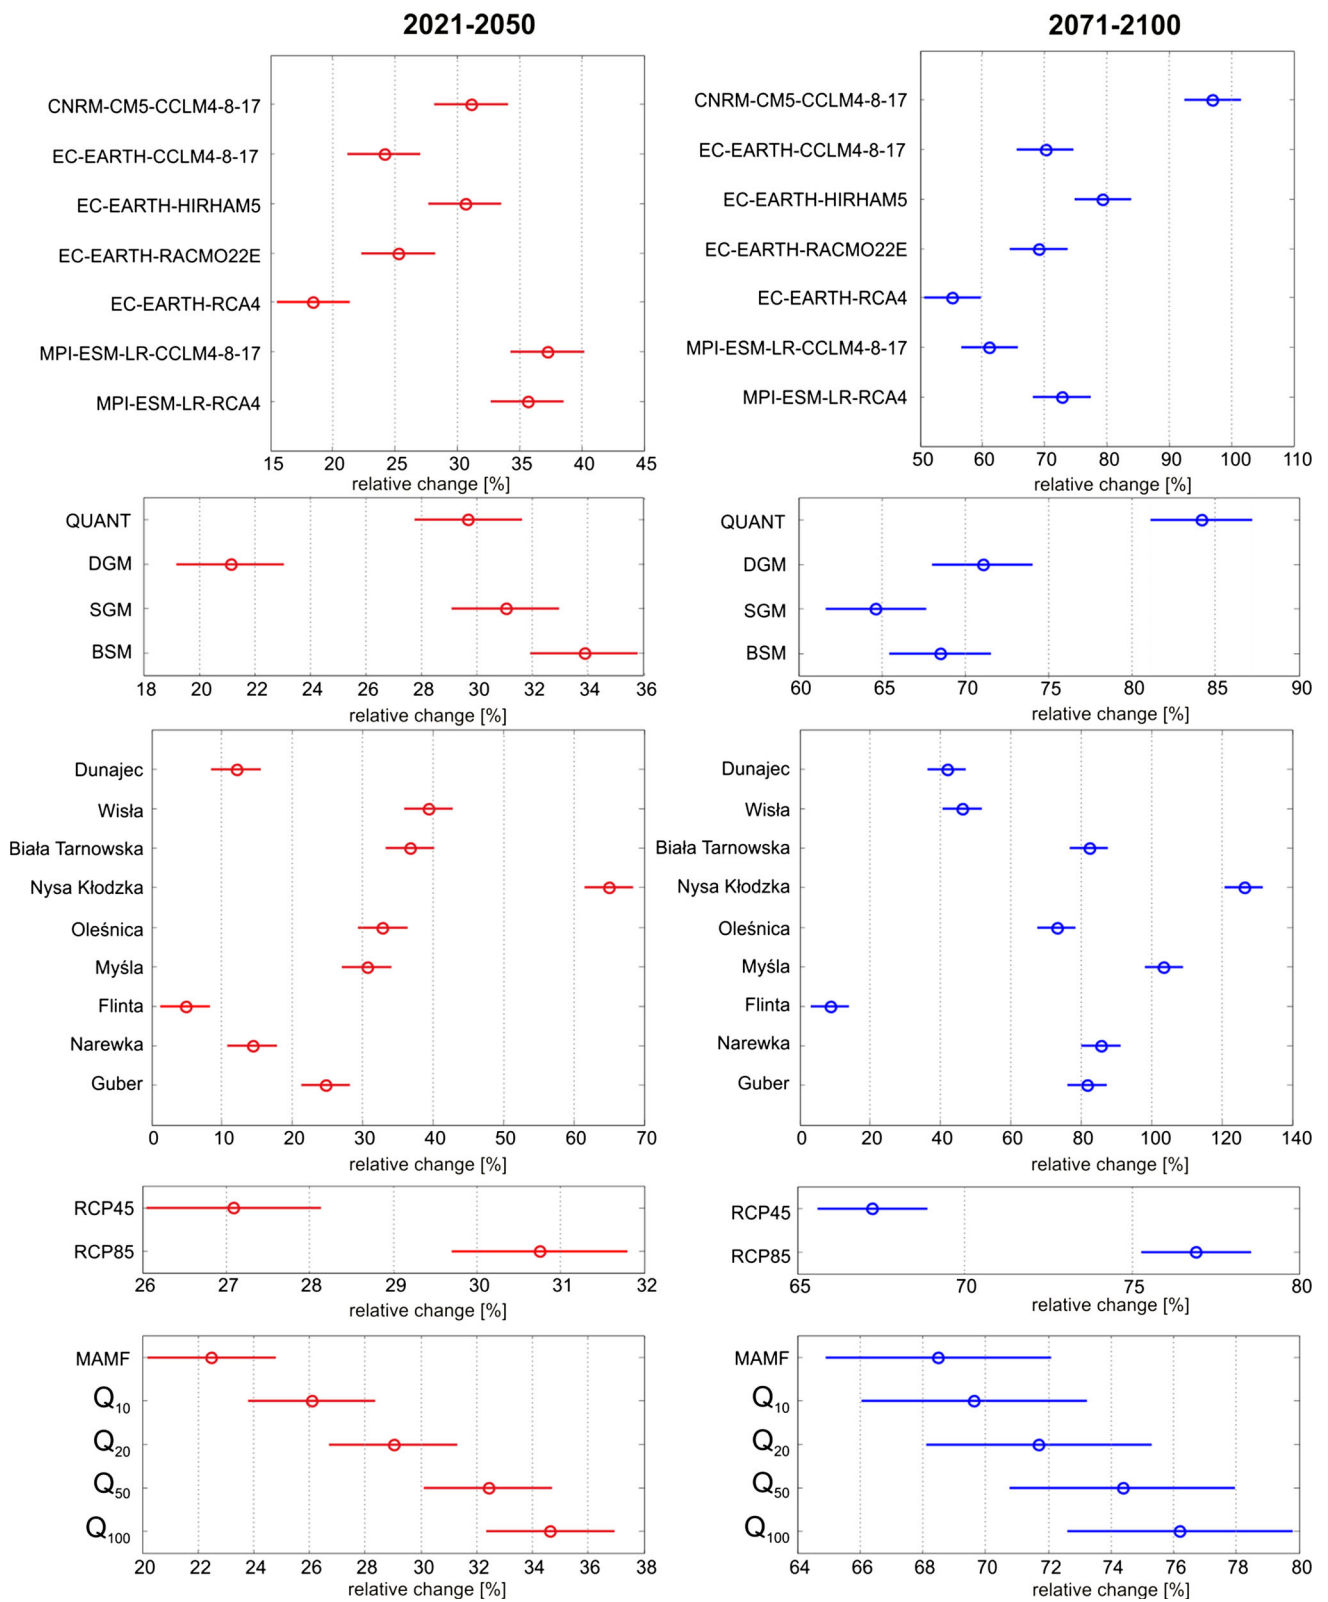 2021-2050
CNRM-CM5-CCLM4-8-17
EC-EARTH-CCLM4-8-17
EC-EARTH-HIRHAM5
EC-EARTH-RACMO22E
EC-EARTH-RCA4
MPI-ESM-LR-CCLM4-8-17
MPI-ESM-LR-RCA4
15 20 25 30 35 40 45
relative change [%]
QUANT
DGM
SGM
BSM
18 20 22 24 26 28 30 32 34 36
relative change [%]
Dunajec
Wisła
Biała Tarnowska
Nysa Kłodzka
Oleśnica
Myśla
Flinta
Narewka
Guber
0 10 20 30 40 50 60 70
relative change [%]
RCP45
RCP85
26 27 28 29 30 31 32
relative change [%]
MAMF
Q10
Q20
Q50
Q100
20 22 24 26 28 30 32 34 36 38
relative change [%]
2071-2100
CNRM-CM5-CCLM4-8-17
EC-EARTH-CCLM4-8-17
EC-EARTH-HIRHAM5
EC-EARTH-RACMO22E
EC-EARTH-RCA4
MPI-ESM-LR-CCLM4-8-17
MPI-ESM-LR-RCA4
50 60 70 80 90 100 110
relative change [%]
QUANT
DGM
SGM
BSM
60 65 70 75 80 85 90
relative change [%]
Dunajec
Wisła
Biała Tarnowska
Nysa Kłodzka
Oleśnica
Myśla
Flinta
Narewka
Guber
0 20 40 60 80 100 120 140
relative change [%]
RCP45
RCP85
65 70 75 80
relative change [%]
MAMF
Q10
Q20
Q50
Q100
64 66 68 70 72 74 76 78 80
relative change [%]